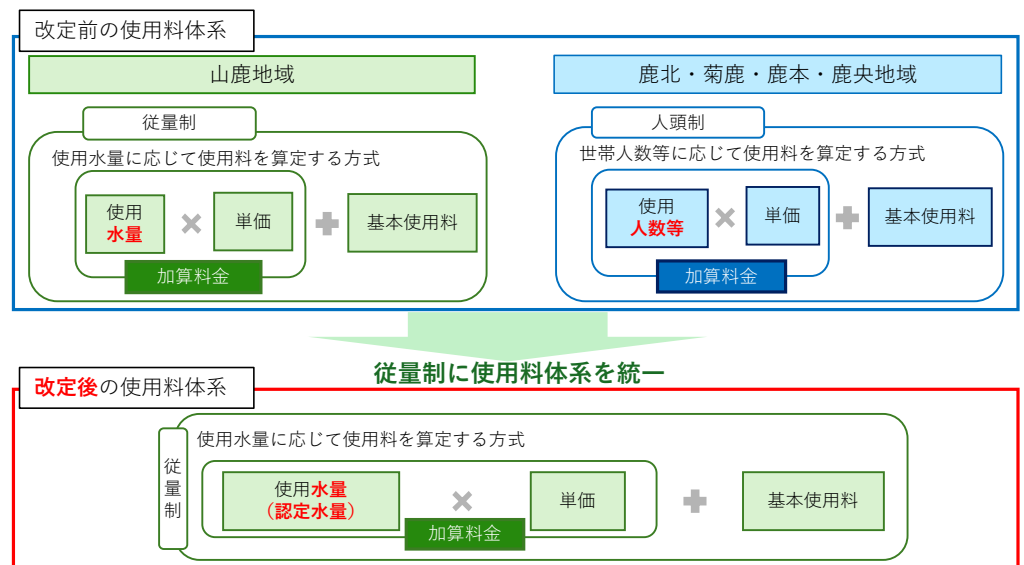 改定前の使用料体系
山鹿地域
従量制
使用水量に応じて使用料を算定する方式
使用
水量
×
単価
+
基本使用料
加算料金
鹿北・菊鹿・鹿本・鹿央地域
人頭制
世帯人数等に応じて使用料を算定する方式
使用
人数等
×
単価
+
基本使用料
加算料金
従量制に使用料体系を統一
改定後の使用料体系
従量制
使用水量に応じて使用料を算定する方式
使用水量
（認定水量）
×
単価
+
基本使用料
加算料金